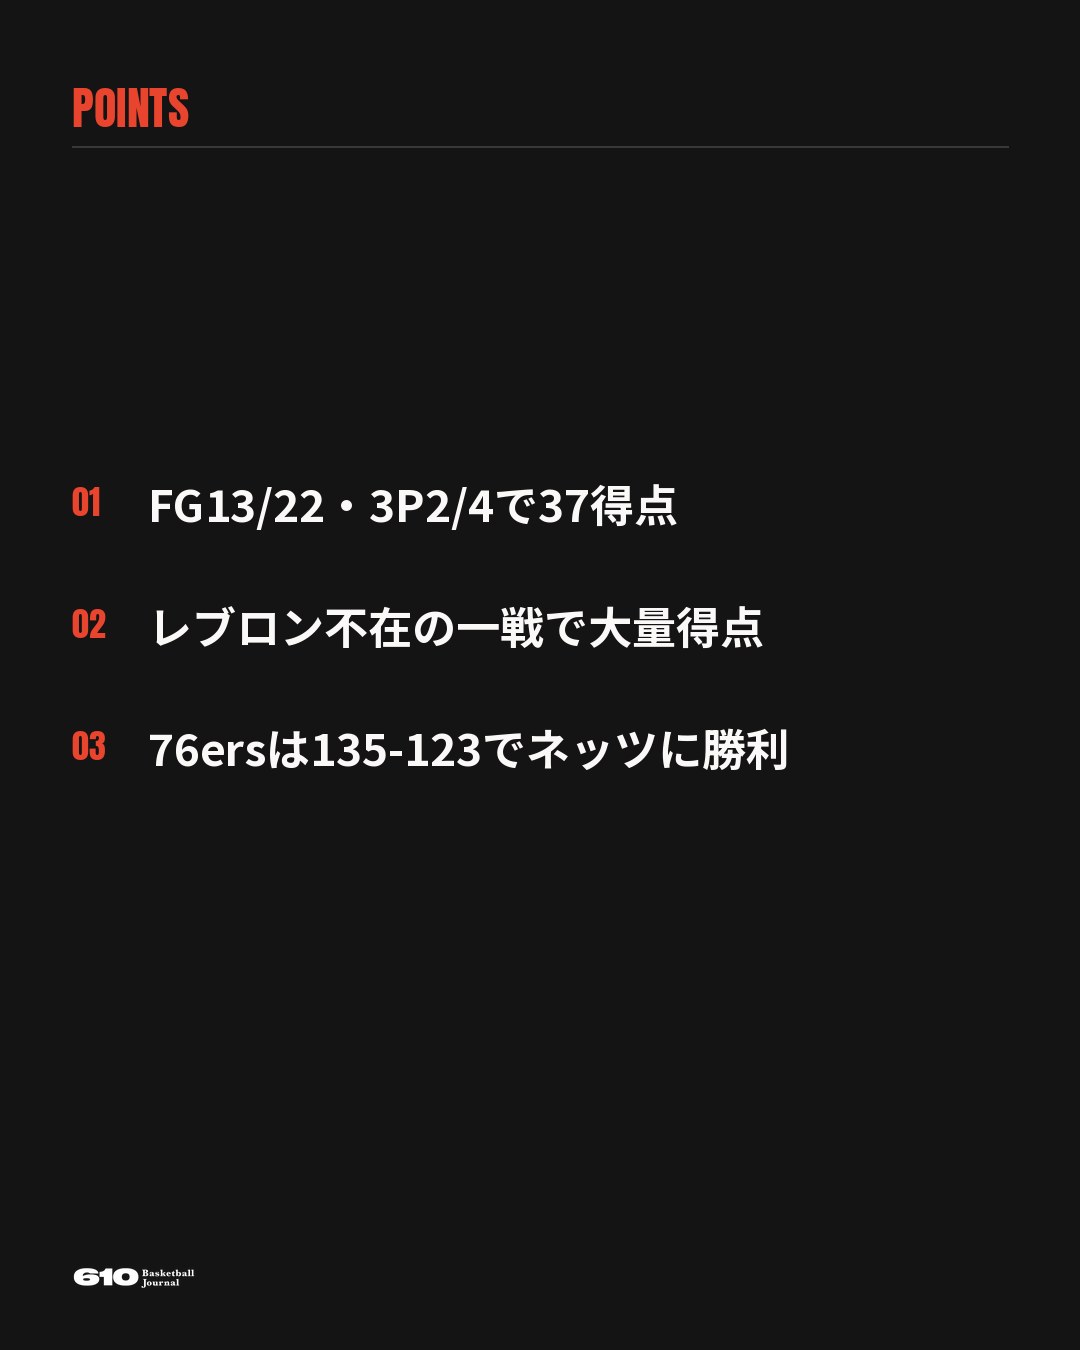 POINTS
01 FG13/22・3P2/4で37得点
02 レブロン不在の一戦で大量得点
03 76ersは135-123でネッツに勝利
610 Basketball
Journal